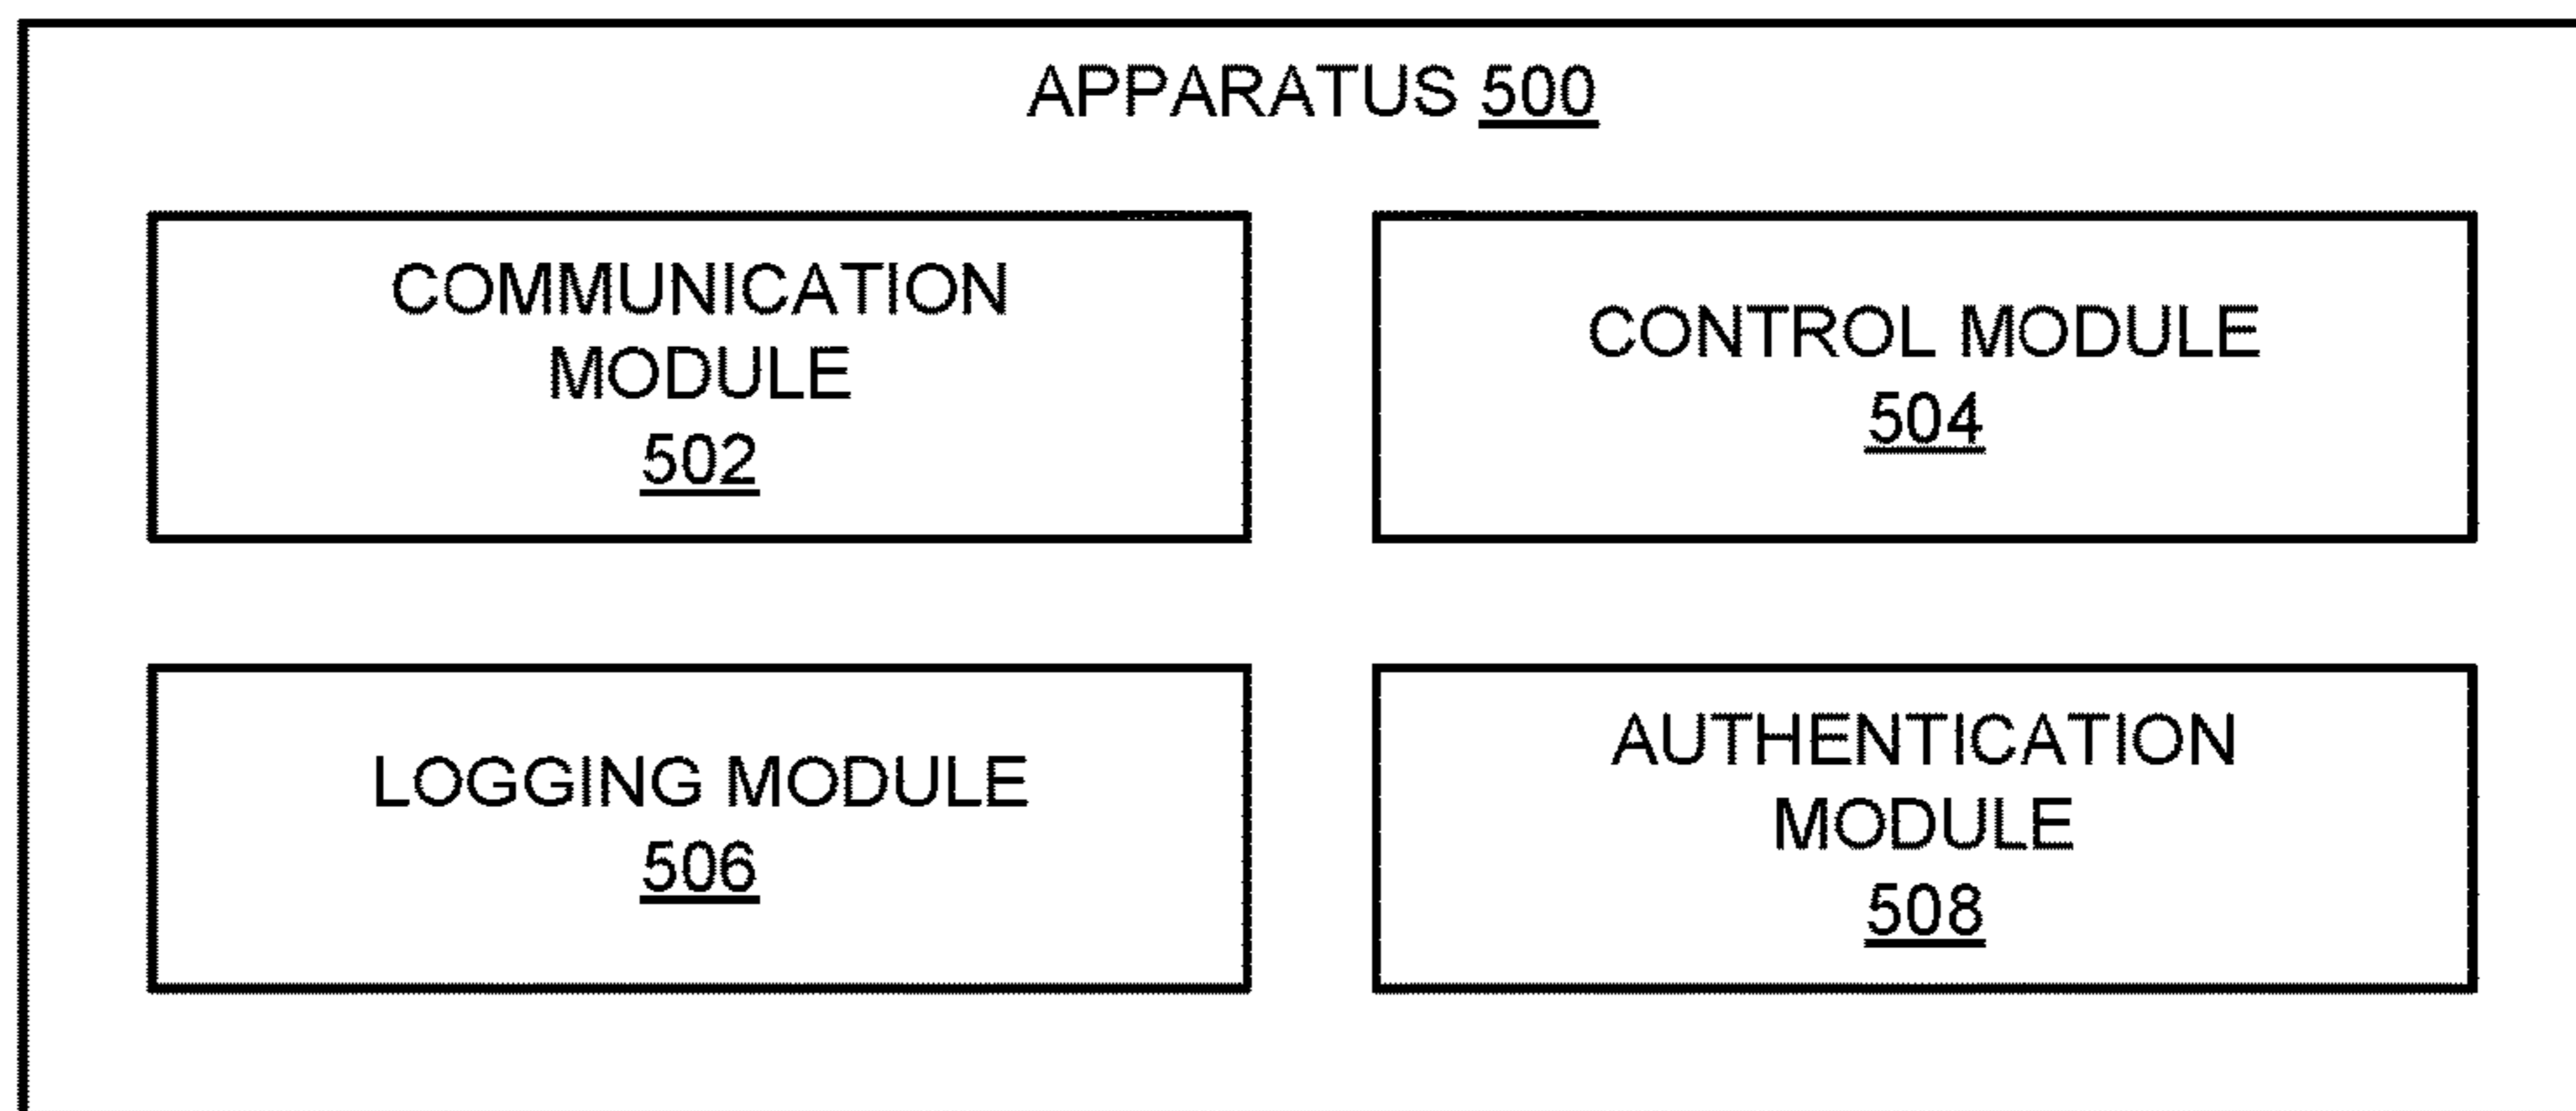 APPARATUS 500
COMMUNICATION
MODULE
502
CONTROL MODULE
504
LOGGING MODULE
506
AUTHENTICATION
MODULE
508